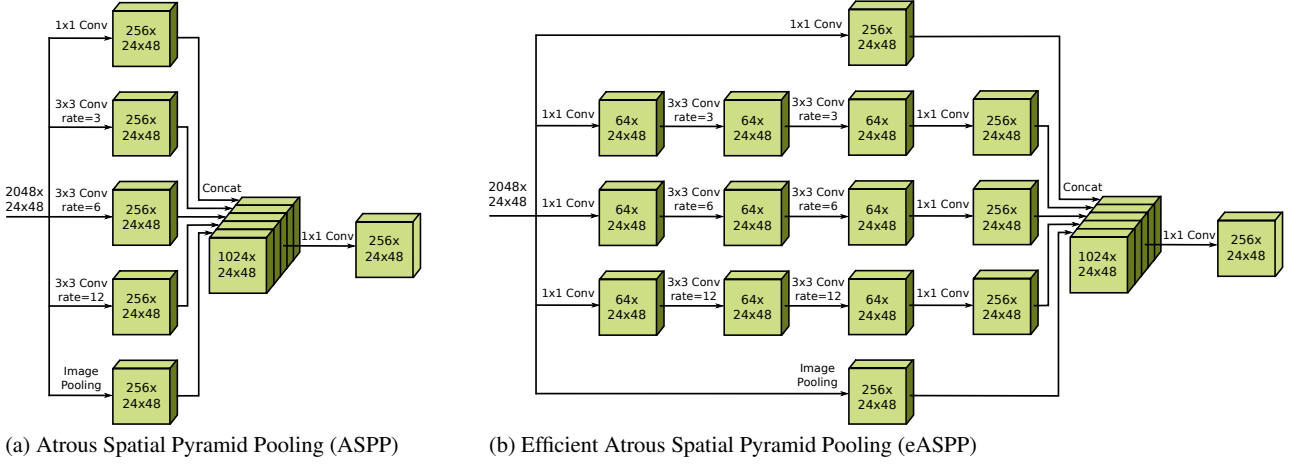 1x1 Conv
256x
24x48
3x3 Conv
rate=3
256x
24x48
2048x
24x48
3x3 Conv
rate=6
256x
24x48
Concat
1024x
24x48
1x1 Conv
256x
24x48
3x3 Conv
rate=12
256x
24x48
Image
Pooling
256x
24x48
(a) Atrous Spatial Pyramid Pooling (ASPP)
1x1 Conv
256x
24x48
1x1 Conv
64x
24x48
3x3 Conv
rate=3
64x
24x48
3x3 Conv
rate=3
64x
24x48
1x1 Conv
256x
24x48
2048x
24x48
1x1 Conv
64x
24x48
3x3 Conv
rate=6
64x
24x48
3x3 Conv
rate=6
64x
24x48
1x1 Conv
256x
24x48
Concat
1024x
24x48
1x1 Conv
256x
24x48
1x1 Conv
64x
24x48
3x3 Conv
rate=12
64x
24x48
3x3 Conv
rate=12
64x
24x48
1x1 Conv
256x
24x48
Image
Pooling
256x
24x48
(b) Efficient Atrous Spatial Pyramid Pooling (eASPP)